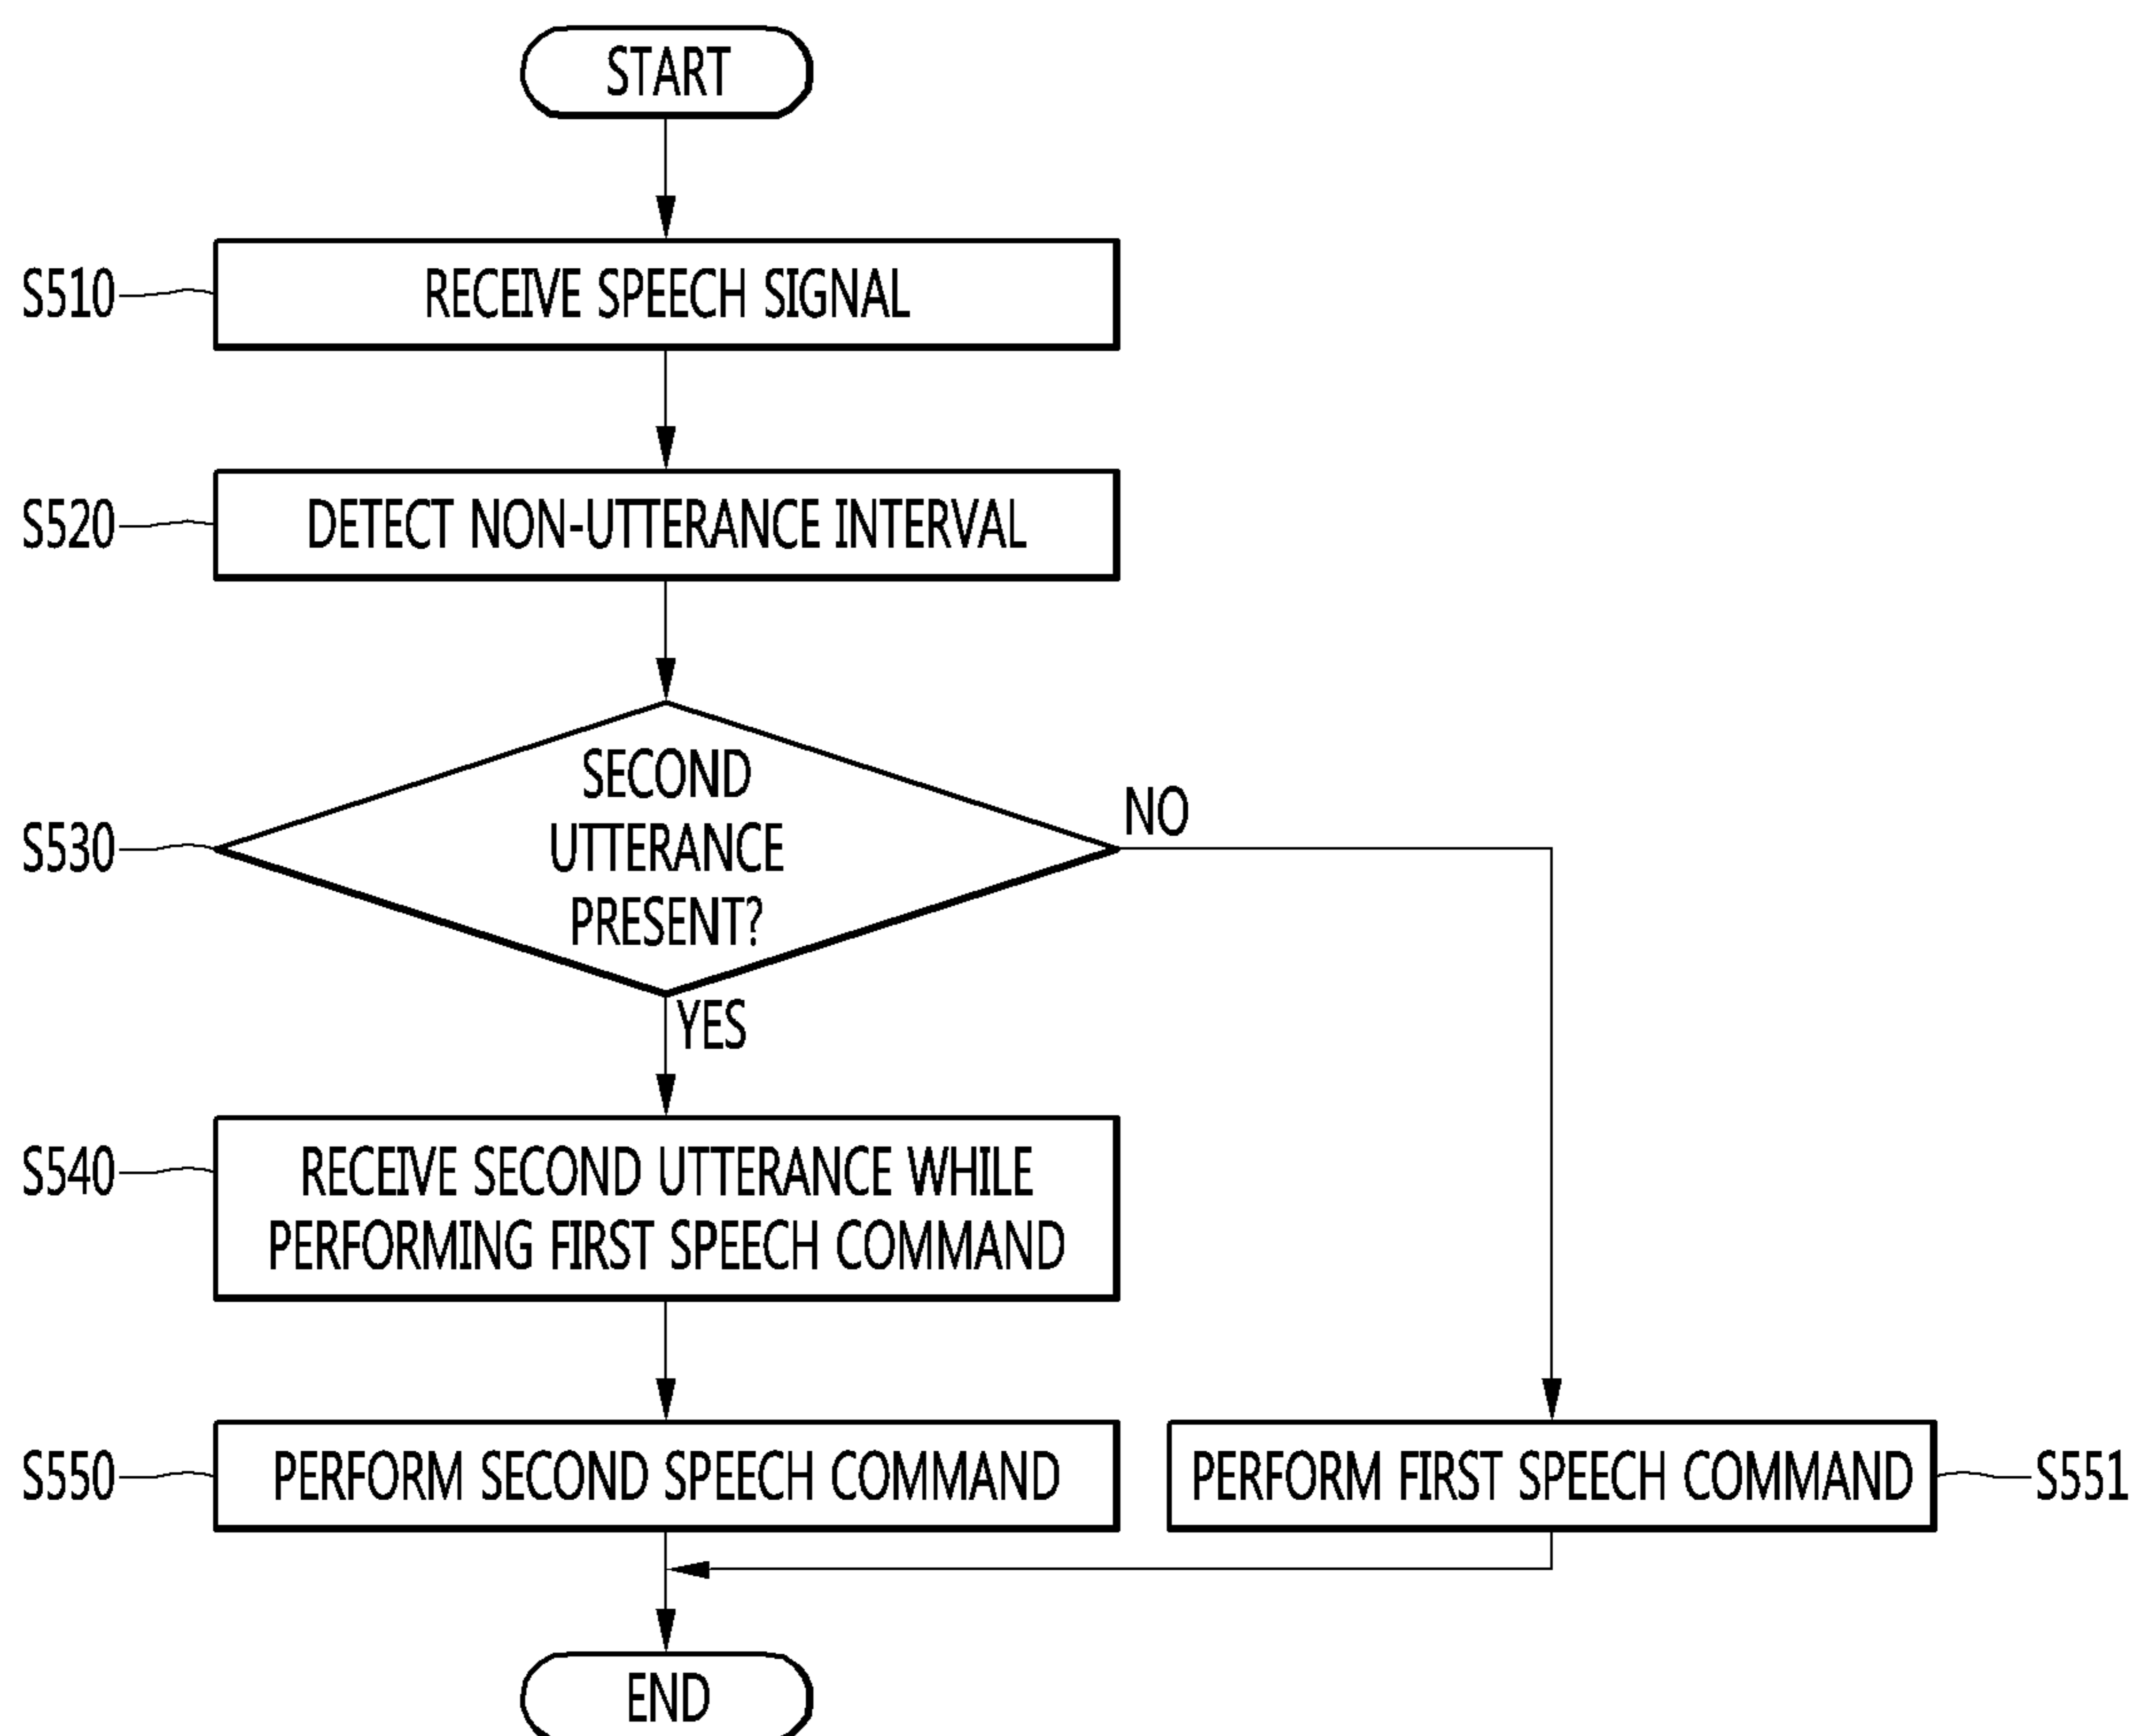 START
S510
RECEIVE SPEECH SIGNAL
S520
DETECT NON-UTTERANCE INTERVAL
S530
SECOND
UTTERANCE
PRESENT?
NO
YES
S540
RECEIVE SECOND UTTERANCE WHILE
PERFORMING FIRST SPEECH COMMAND
S550
PERFORM SECOND SPEECH COMMAND
PERFORM FIRST SPEECH COMMAND
S551
END